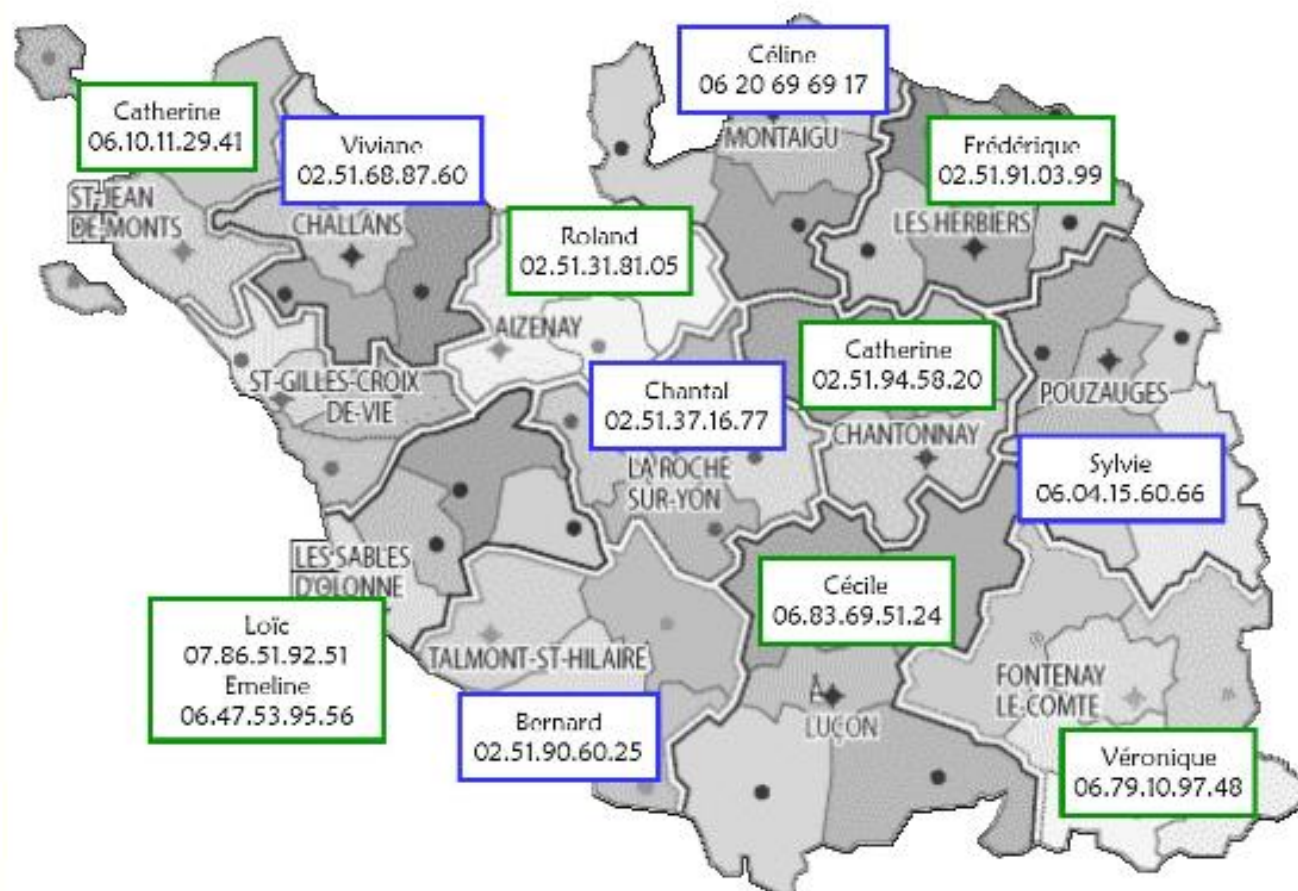 Céline
06 20 69 69 17
MONTAIGU
Catherine
06.10.11.29.41
Viviane
02.51.68.87.60
Frédérique
02.51.91.03.99
ST-JEAN
DE-MONTS
CHALLANS
LES HERBIERS
Roland
02.51.31.81.05
AIZENAY
Catherine
02.51.94.58.20
POUZAUGES
ST-GILLES-CROIX
DE-VIE
Chantal
02.51.37.16.77
CHANTONNAY
LA ROCHE
SUR-YON
Sylvie
06.04.15.60.66
LES SABLES
D'OLONNE
Cécile
06.83.69.51.24
Loïc
07.86.51.92.51
Emeline
06.47.53.95.56
TALMONT-ST-HILAIRE
FONTENAY
LE-COMTE
Bernard
02.51.90.60.25
LUÇON
Véronique
06.79.10.97.48